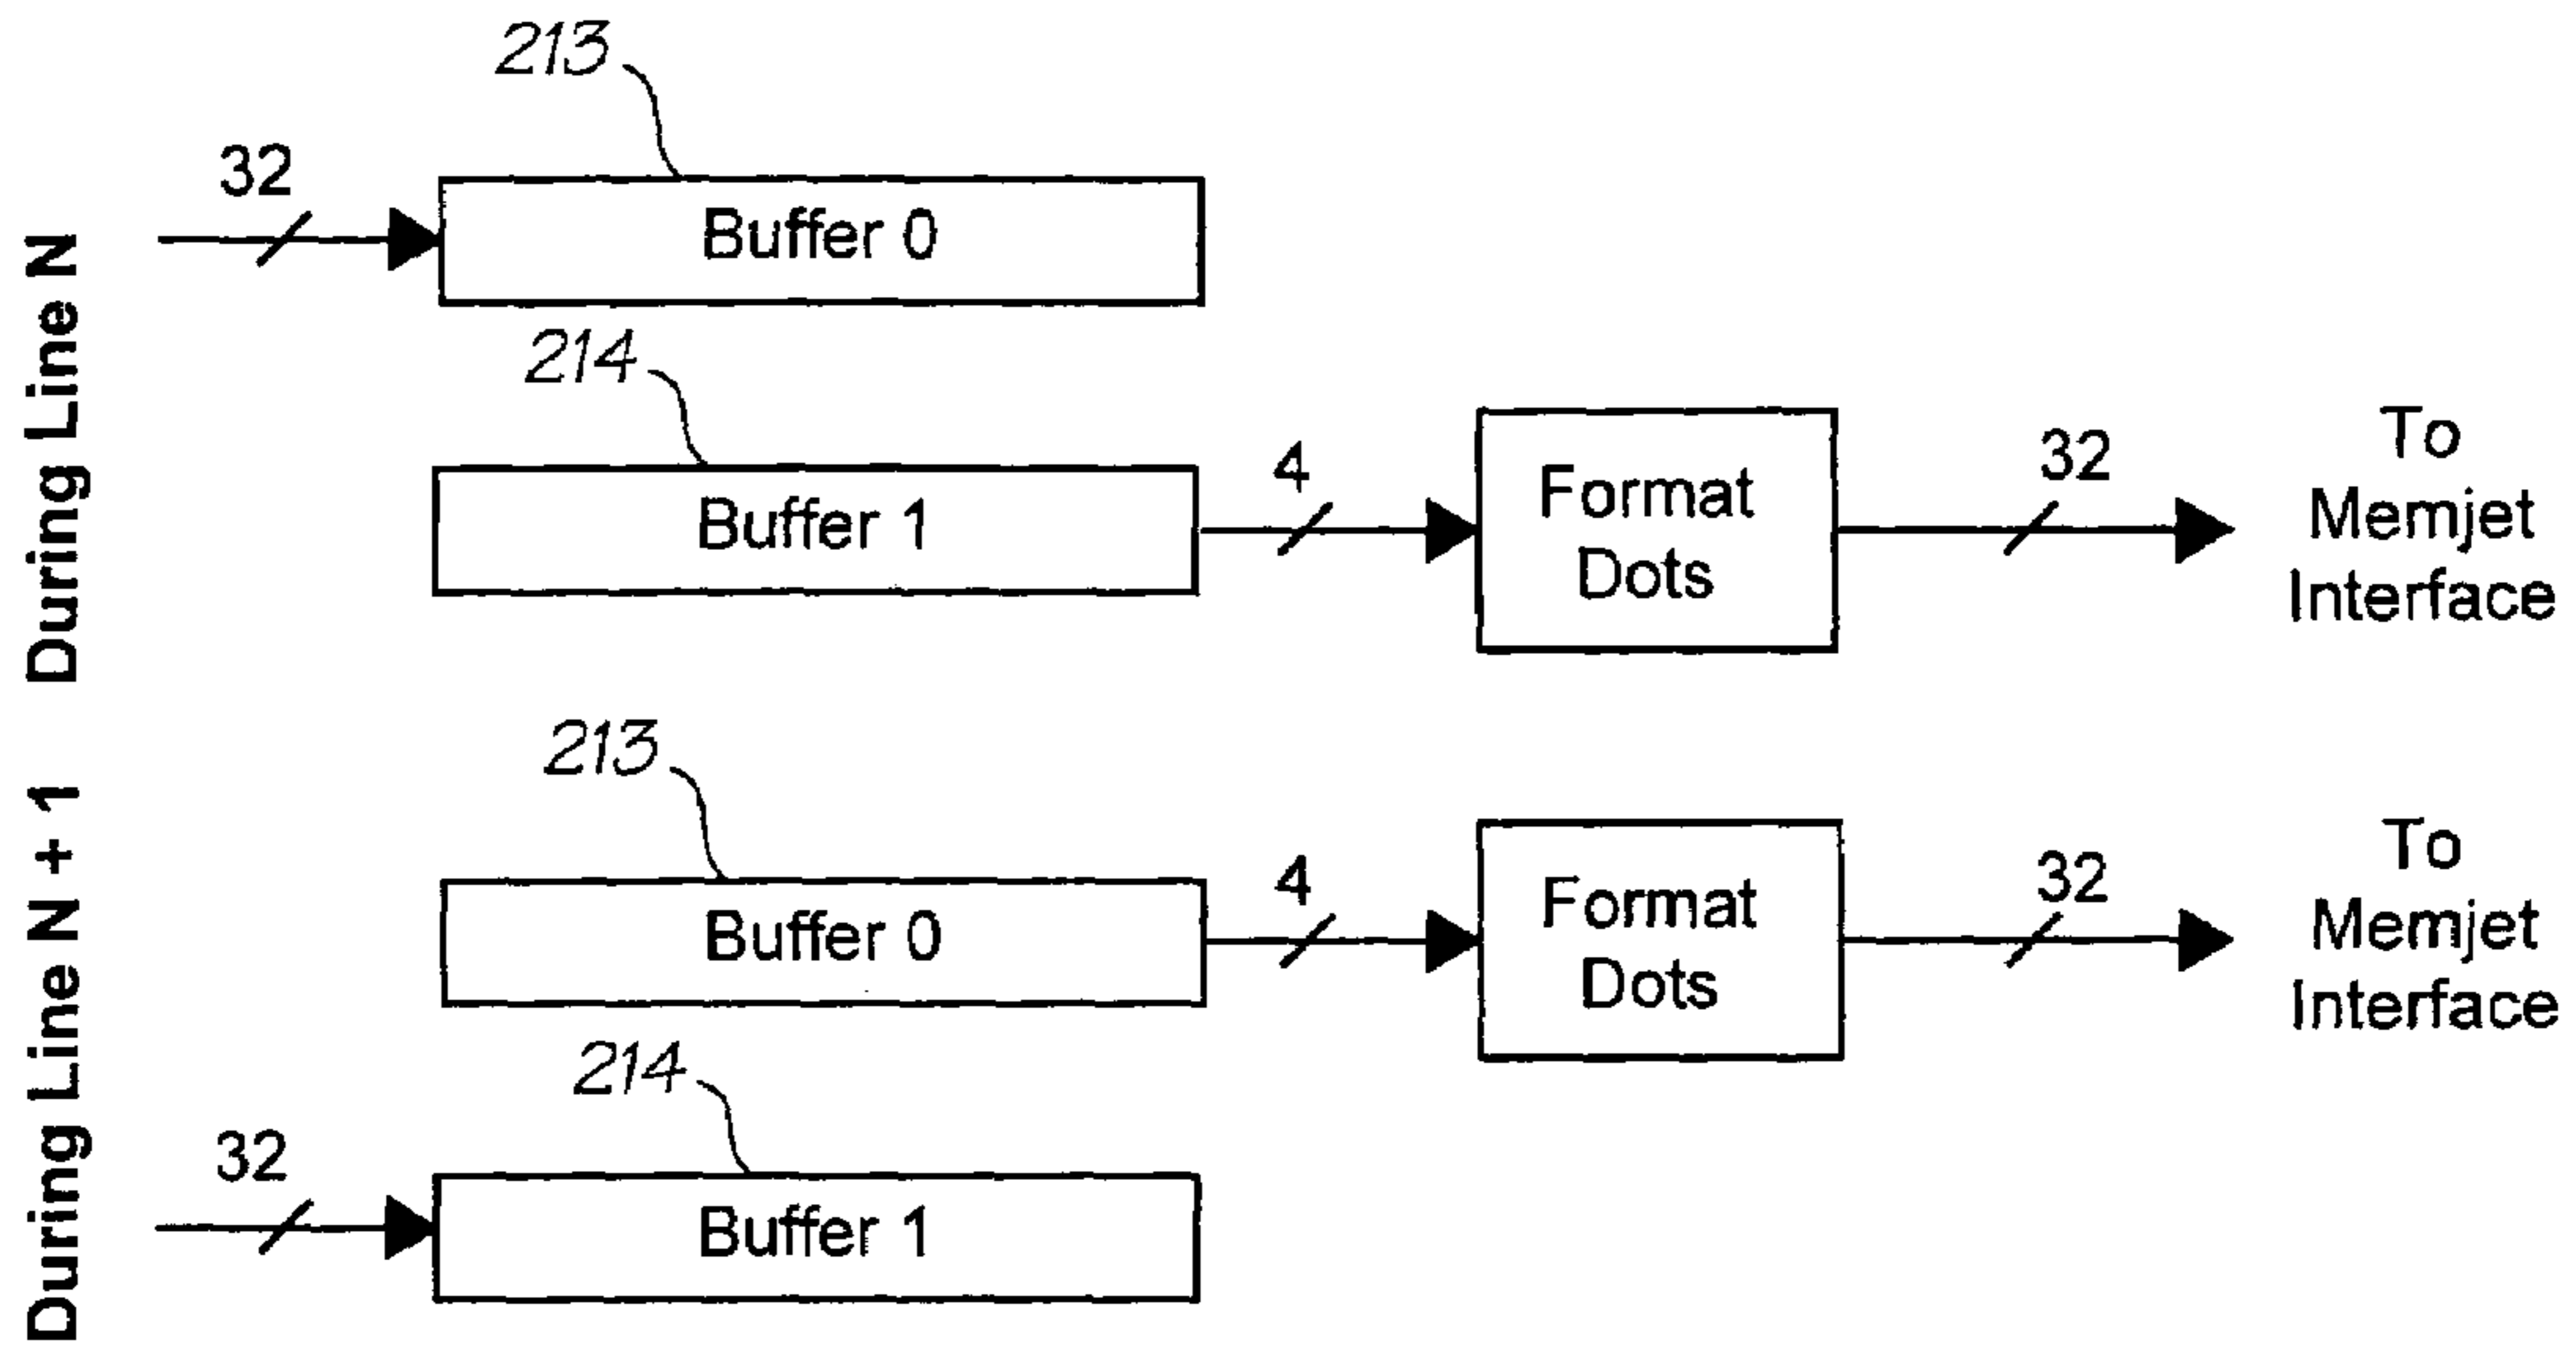 During Line N
213
32
Buffer 0
214
Buffer 1
4
Format
Dots
32
To
Memjet
Interface
During Line N + 1
213
Buffer 0
4
Format
Dots
32
To
Memjet
Interface
214
32
Buffer 1